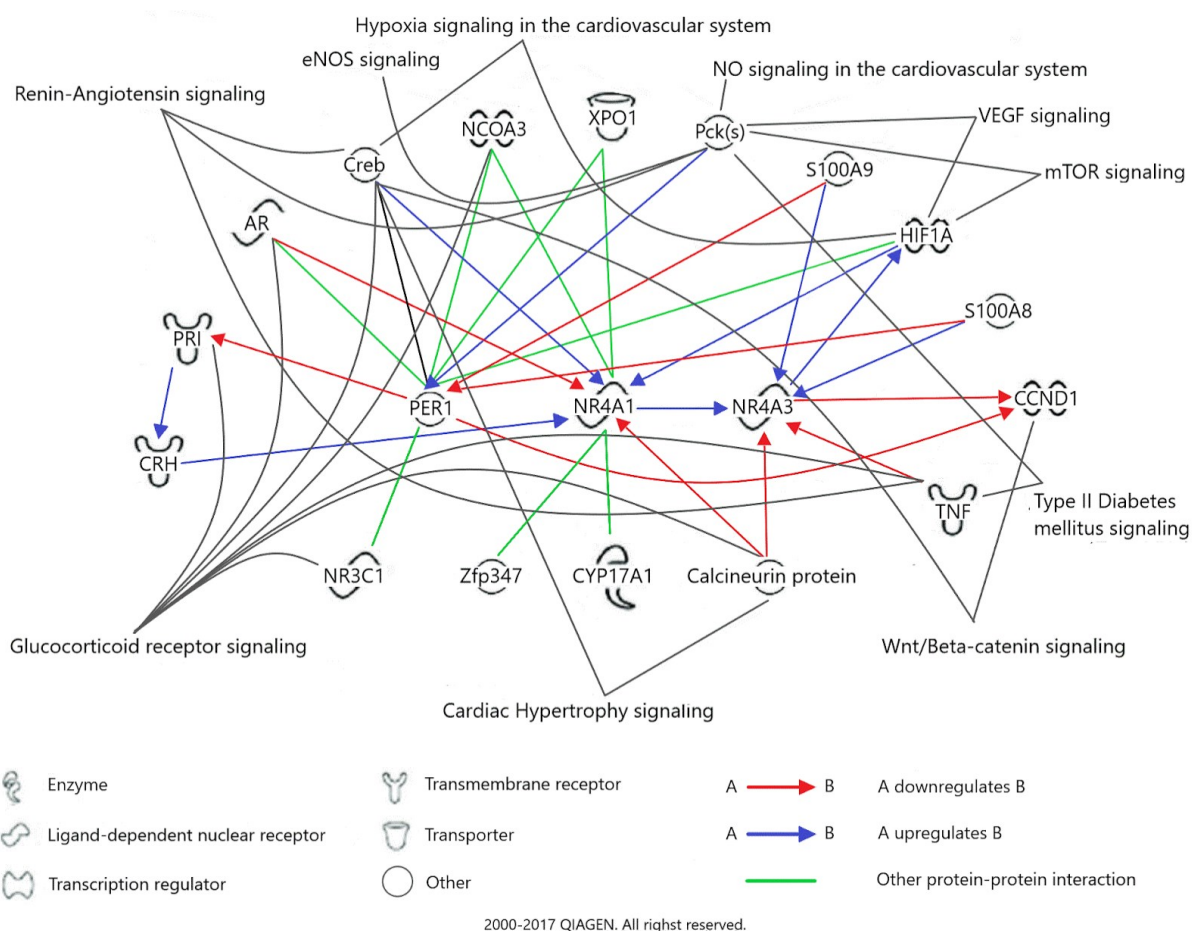 Hypoxia signaling in the cardiovascular system
eNOS signaling
NO signaling in the cardiovascular system
Renin-Angiotensin signaling
XPO1
VEGF signaling
NCOA3
Pck(s)
Creb
S100A9
mTOR signaling
AR
HIF1A
S100A8
PRI
PER1
NR4A1
NR4A3
CCND1
CRH
TNF
Type II Diabetes
mellitus signaling
NR3C1
Zfp347
CYP17A1
Calcineurin protein
Glucocorticoid receptor signaling
Wnt/Beta-catenin signaling
Cardiac Hypertrophy signaling
Enzyme
Transmembrane receptor
A B A downregulates B
Ligand-dependent nuclear receptor
Transporter
A B A upregulates B
Transcription regulator
Other
Other protein-protein interaction
2000-2017 QIAGEN. All righst reserved.